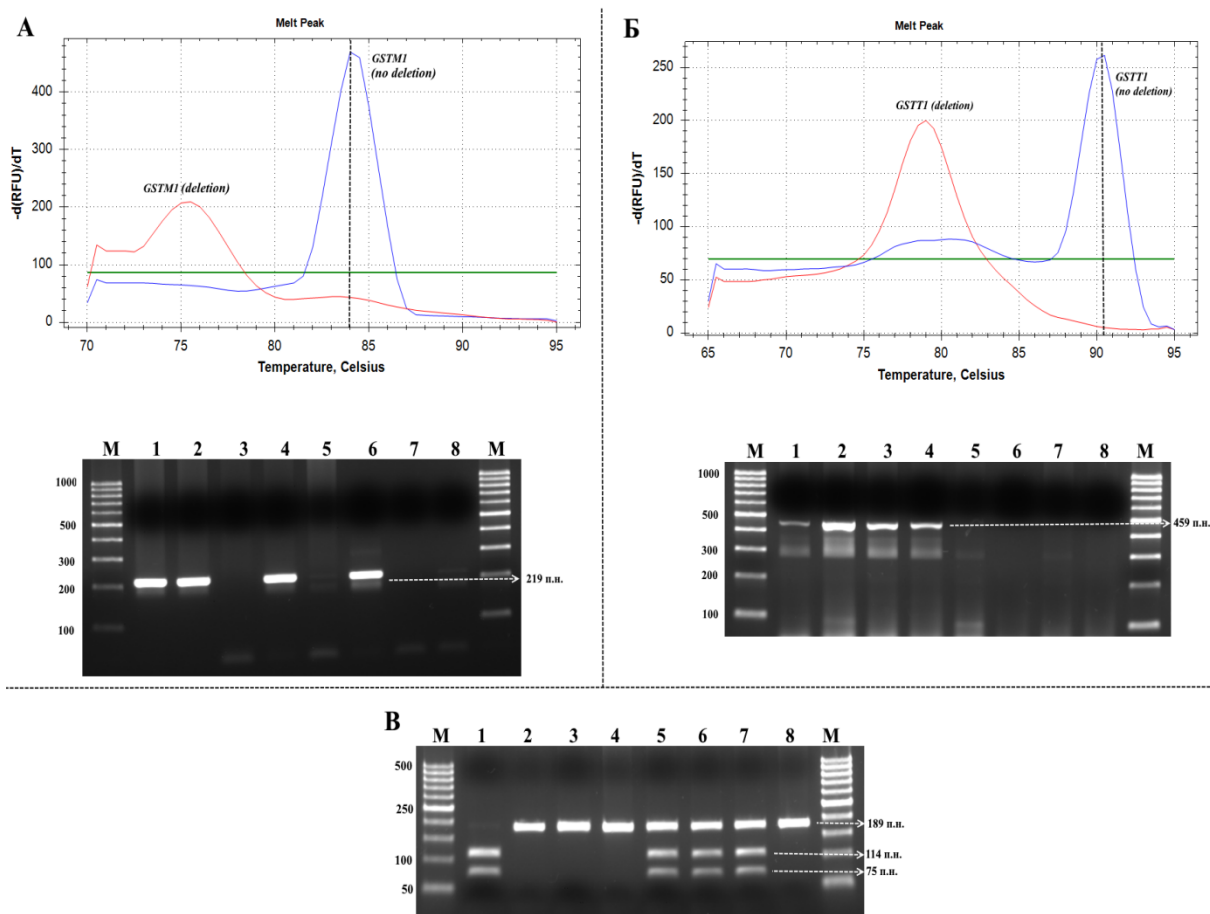 А
Melt Peak
GSTM1
(no deletion)
GSTM1 (deletion)
-d(RFU)/dT
400
300
200
100
0
70
75
80
85
90
95
Temperature, Celsius
M 1 2 3 4 5 6 7 8 M
1000
500
300
200
100
219 п.н.
Б
Melt Peak
GSTT1
(no deletion)
GSTT1 (deletion)
-d(RFU)/dT
250
200
150
100
50
0
65
70
75
80
85
90
95
Temperature, Celsius
M 1 2 3 4 5 6 7 8 M
1000
500
300
200
100
459 п.н.
В
M 1 2 3 4 5 6 7 8 M
500
250
100
50
189 п.н.
114 п.н.
75 п.н.